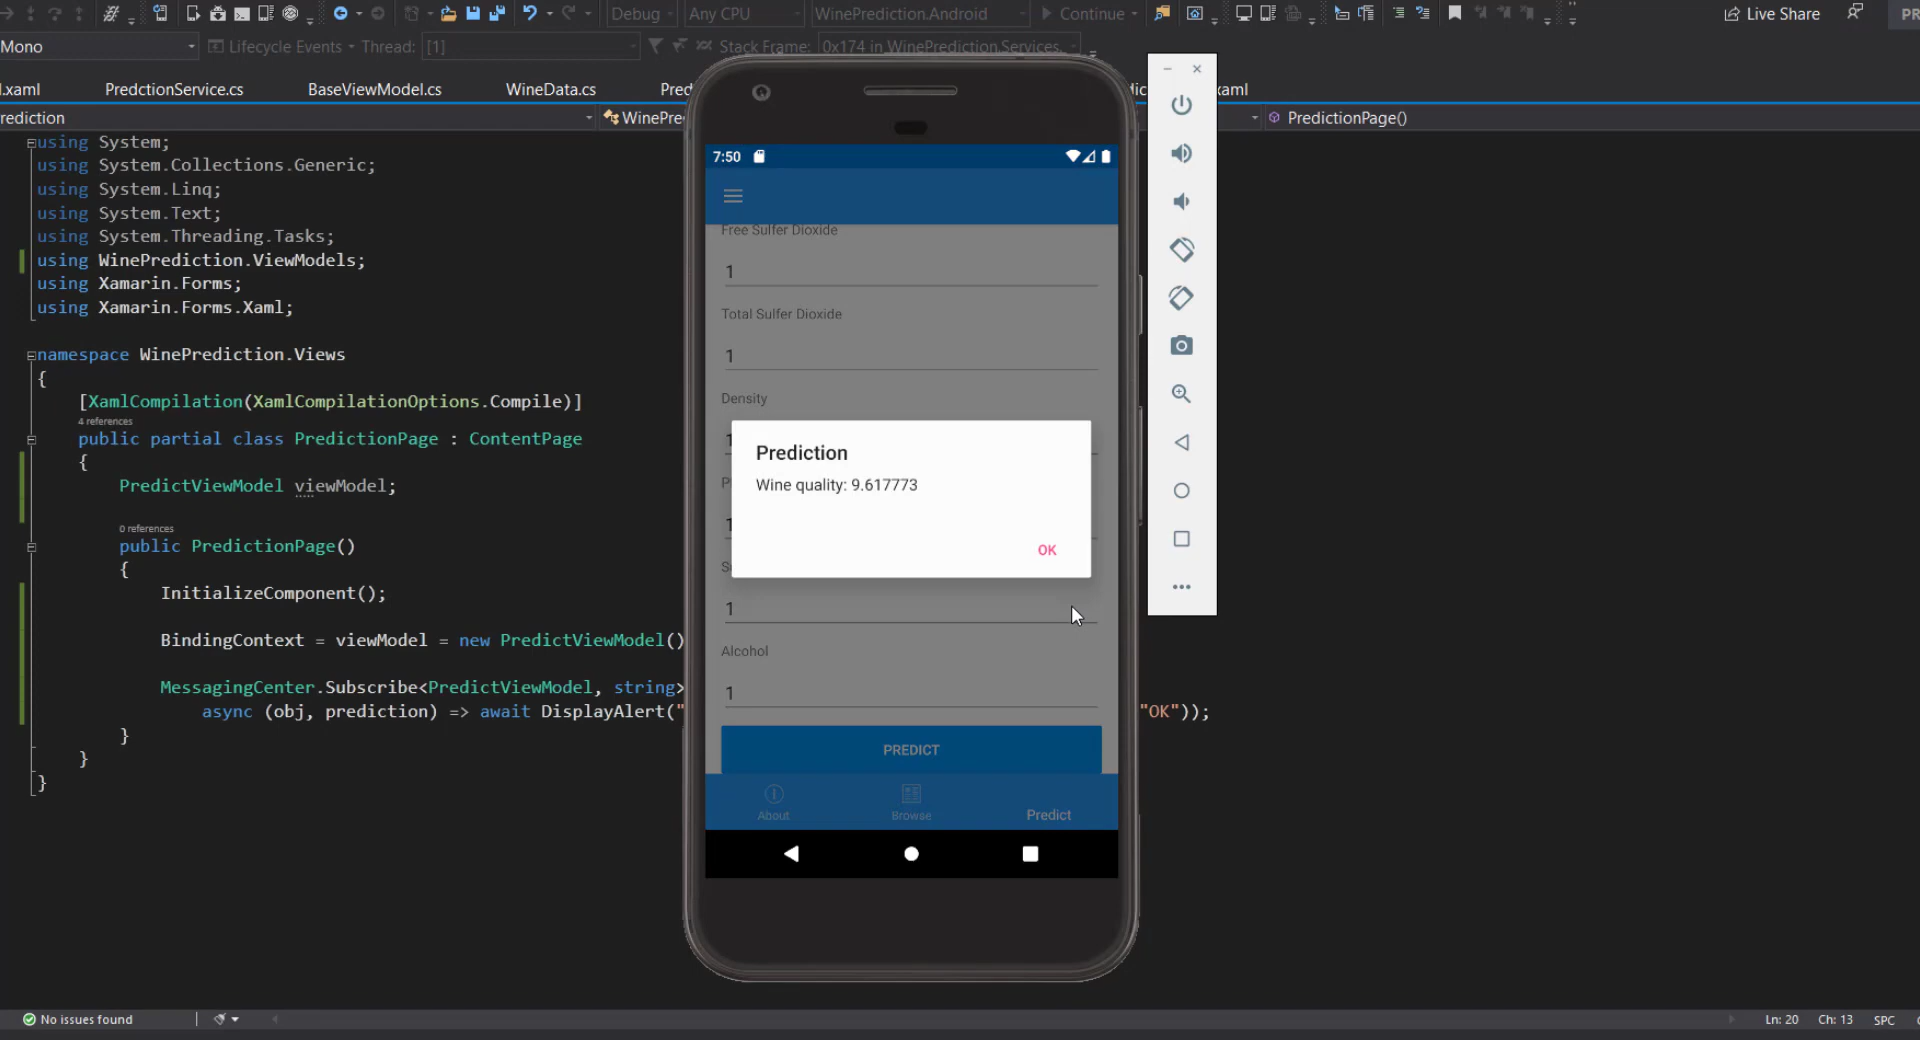 Debug Any CPU WinePrediction.Android Continue Live Share PR
Mono Lifecycle Events Thread: [1] Stack Frame: 0x174 in WinePrediction.Services.
.xaml PredctionService.cs BaseViewModel.cs WineData.cs
rediction WinePre PredictionPage()
using System;
using System.Collections.Generic;
using System.Linq;
using System.Text;
using System.Threading.Tasks;
using WinePrediction.ViewModels;
using Xamarin.Forms;
using Xamarin.Forms.Xaml;
namespace WinePrediction.Views
{
[XamlCompilation(XamlCompilationOptions.Compile)]
4 references
public partial class PredictionPage : ContentPage
{
PredictViewModel viewModel;
0 references
public PredictionPage()
{
InitializeComponent();
BindingContext = viewModel = new PredictViewModel()
MessagingCenter.Subscribe<PredictViewModel, string>
async (obj, prediction) => await DisplayAlert(" "OK"));
}
}
}
7:50
Free Sulfer Dioxide
1
Total Sulfer Dioxide
1
Density
Prediction
Wine quality: 9.617773
OK
1
Alcohol
1
PREDICT
About Browse Predict
No issues found Ln: 20 Ch: 13 SPC